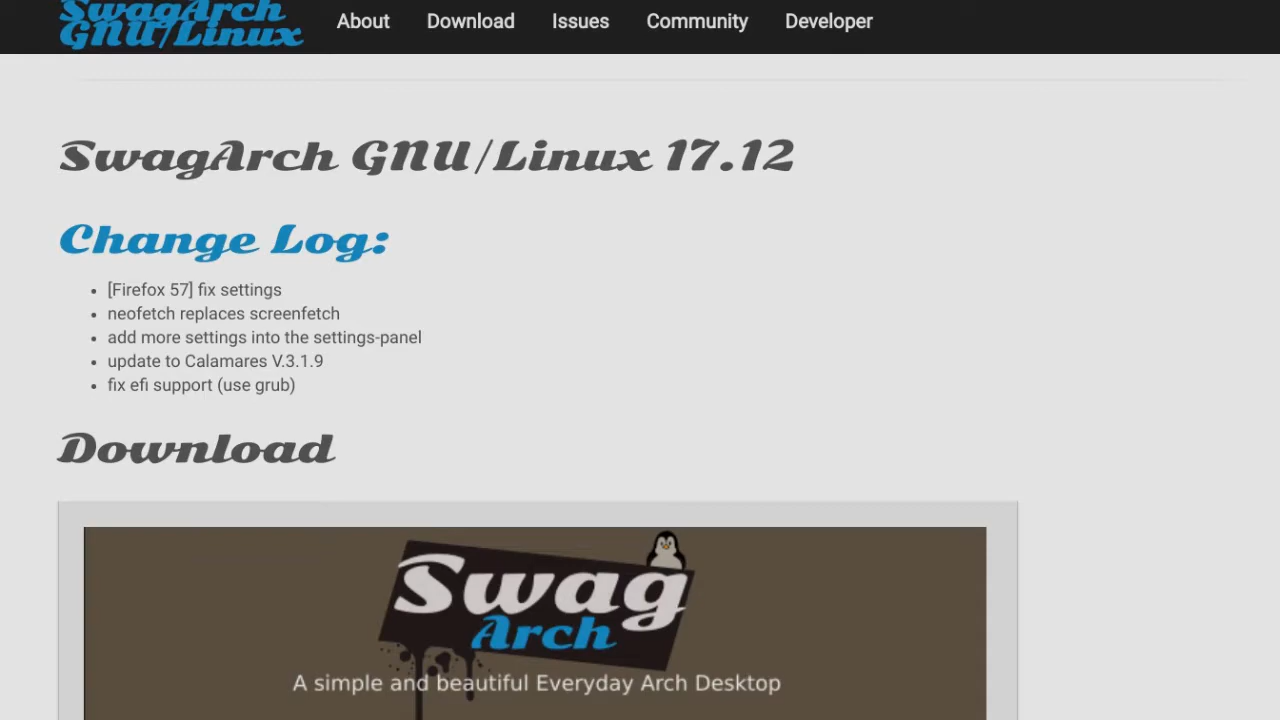 SwagArch
GNU/Linux
About Download Issues Community Developer
SwagArch GNU/Linux 17.12
Change Log:
[Firefox 57] fix settings
neofetch replaces screenfetch
add more settings into the settings-panel
update to Calamares V.3.1.9
fix efi support (use grub)
Download
Swag
Arch
A simple and beautiful Everyday Arch Desktop